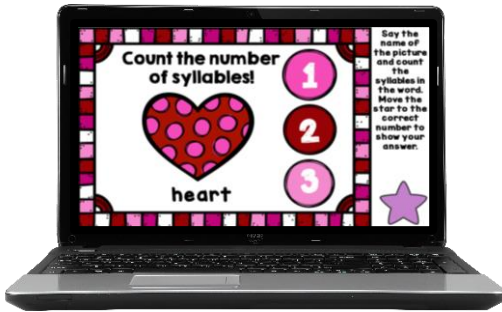 Count the number
of syllables!
1
2
3
heart
Say the
name of
the picture
and count
the
syllables in
the word.
Move the
star to the
correct
number to
show your
answer.